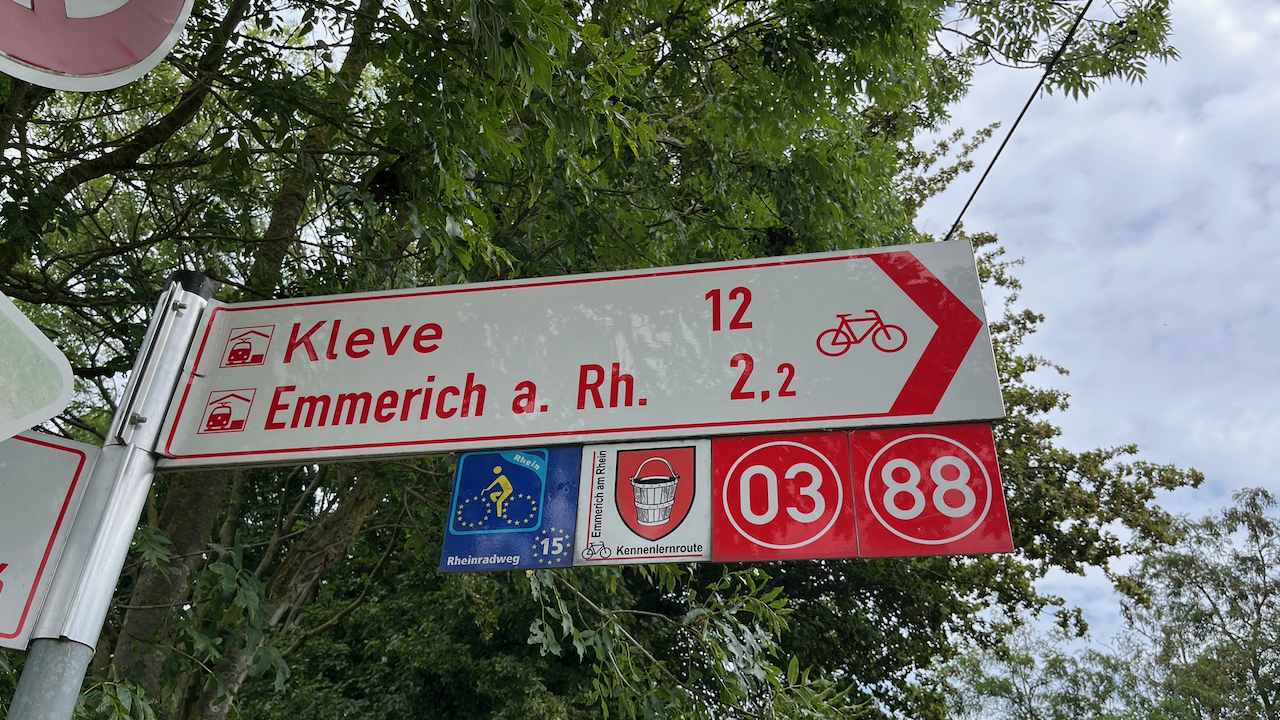 Kleve 12
Emmerich a. Rh. 2,2
Rhein
Rheinradweg 15
Emmerich am Rhein
Kennenlernroute
03
88